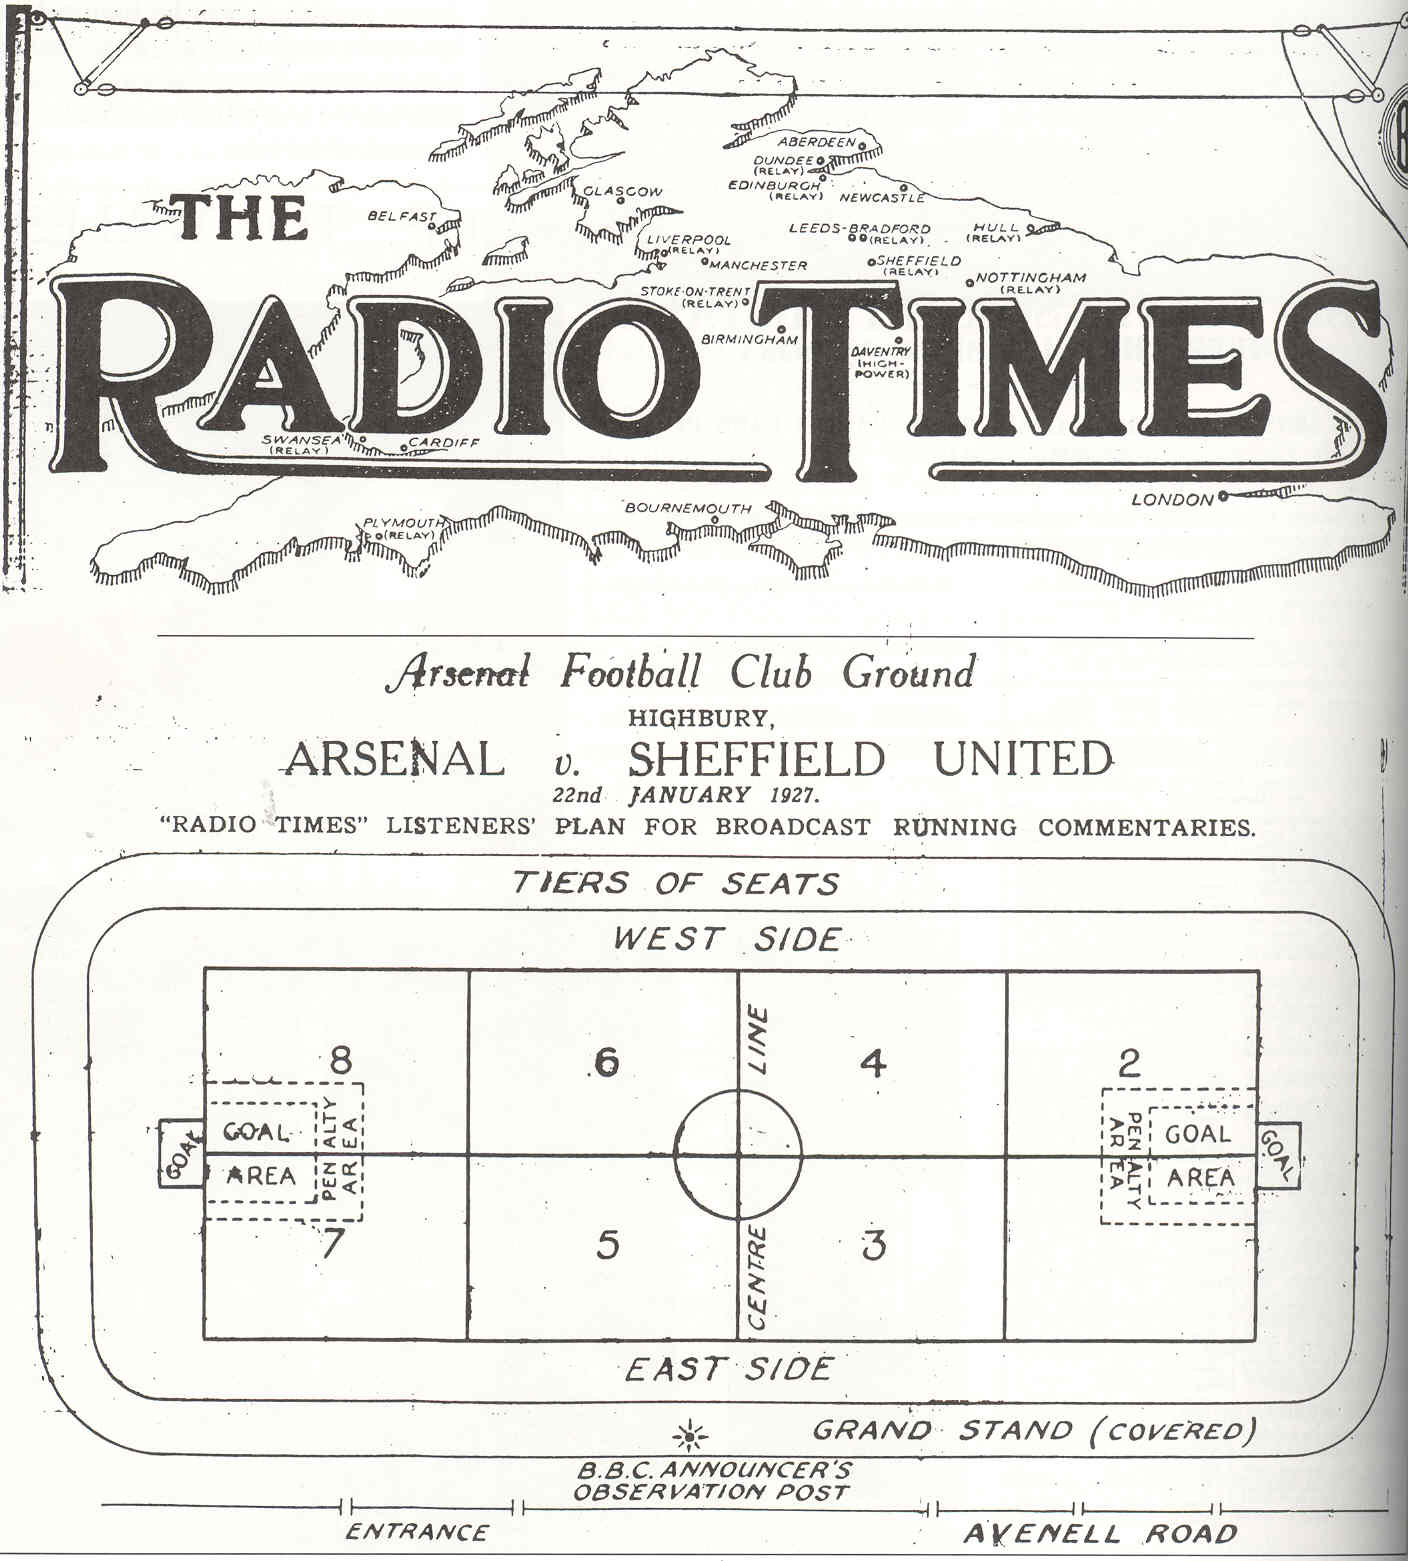 THE
RADIO TIMES
ABERDEEN
DUNDEE
(RELAY)
EDINBURGH
(RELAY)
NEWCASTLE
GLASGOW
BELFAST
LEEDS-BRADFORD
(RELAY)
HULL
(RELAY)
LIVERPOOL
(RELAY)
MANCHESTER
SHEFFIELD
(RELAY)
NOTTINGHAM
(RELAY)
STOKE-ON-TRENT
(RELAY)
BIRMINGHAM
DAVENTRY
(HIGH-
POWER)
SWANSEA
(RELAY)
CARDIFF
LONDON
BOURNEMOUTH
PLYMOUTH
(RELAY)
Arsenal Football Club Ground
HIGHBURY,
ARSENAL v. SHEFFIELD UNITED
22nd JANUARY 1927.
"RADIO TIMES" LISTENERS' PLAN FOR BROADCAST RUNNING COMMENTARIES.
TIERS OF SEATS
WEST SIDE
8 6 4 2
CENTRE LINE
GOAL
GOAL AREA
PENALTY AREA
PENALTY AREA
GOAL AREA
GOAL
7 5 3
EAST SIDE
GRAND STAND (COVERED)
B.B.C. ANNOUNCER'S
OBSERVATION POST
ENTRANCE
AVENELL ROAD